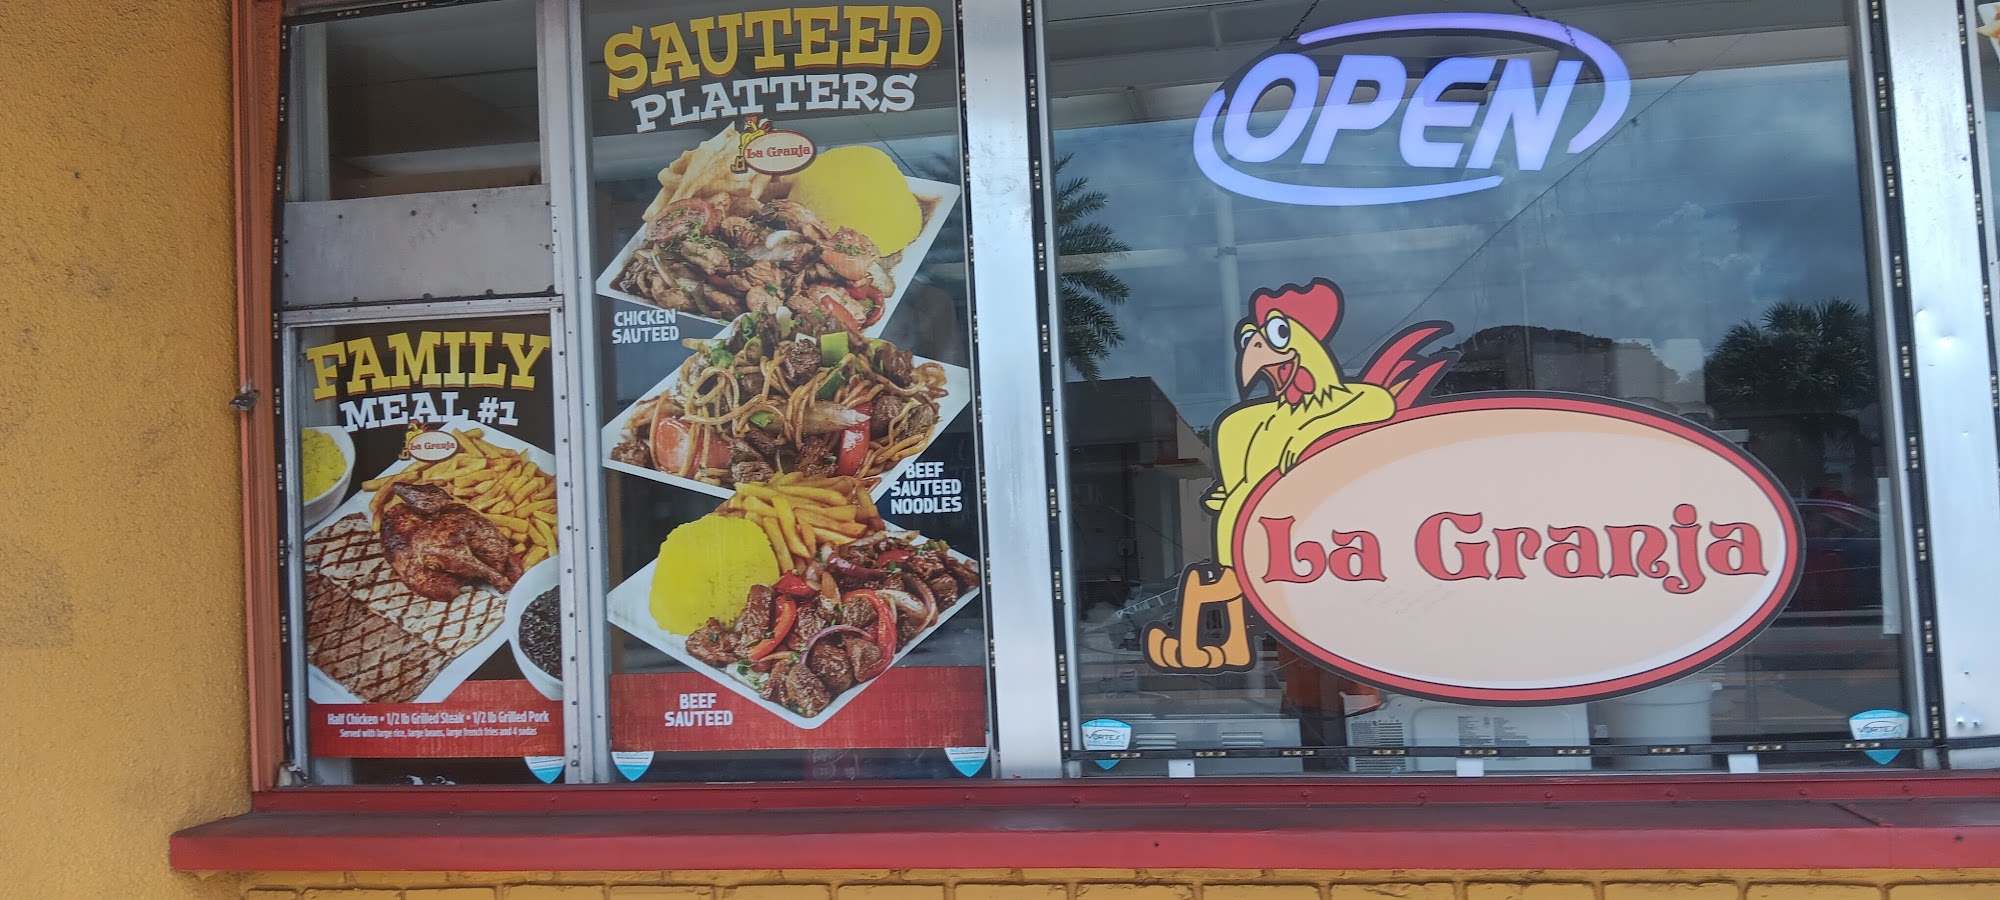 SAUTEED
PLATTERS
La Granja
CHICKEN
SAUTEED
BEEF
SAUTEED
NOODLES
BEEF
SAUTEED
FAMILY
MEAL #1
La Granja
Half Chicken • 1/2 lb Grilled Steak • 1/2 lb Grilled Pork
Served with large rice, large beans, large french fries and 4 sodas
OPEN
La Granja
VORTEX
VORTEX